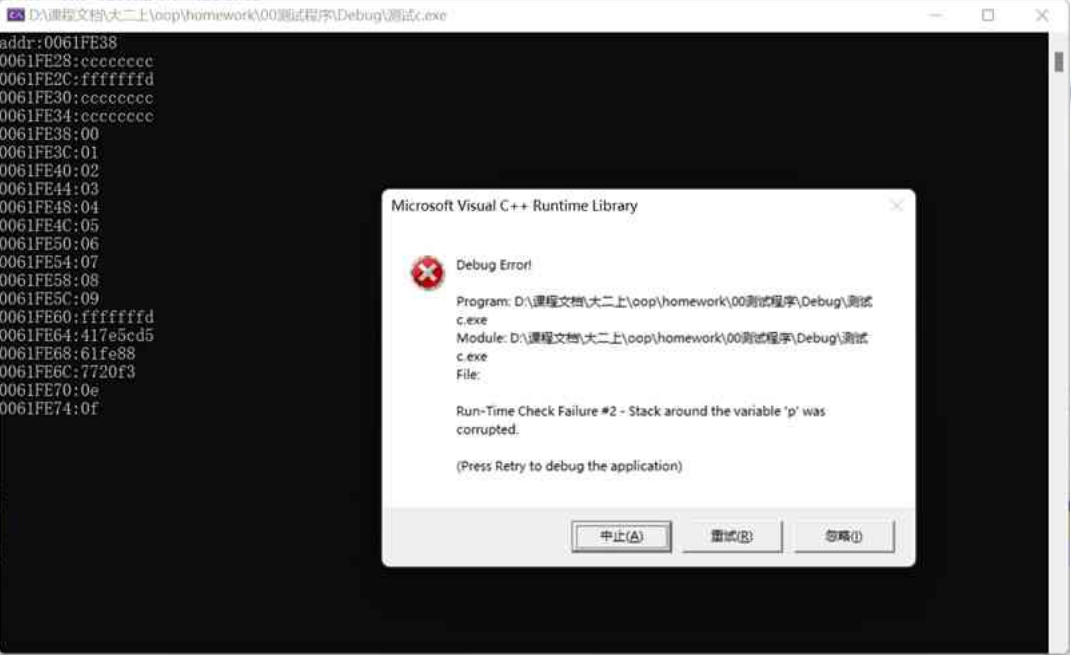 D:\课程文档\大二上\oop\homework\00测试程序\Debug\测试c.exe
addr:0061FE38
0061FE28:cccccccc
0061FE2C:fffffffd
0061FE30:cccccccc
0061FE34:cccccccc
0061FE38:00
0061FE3C:01
0061FE40:02
0061FE44:03
0061FE48:04
0061FE4C:05
0061FE50:06
0061FE54:07
0061FE58:08
0061FE5C:09
0061FE60:fffffffd
0061FE64:417e5cd5
0061FE68:61fe88
0061FE6C:7720f3
0061FE70:0e
0061FE74:0f
Microsoft Visual C++ Runtime Library
Debug Error!
Program: D:\课程文档\大二上\oop\homework\00测试程序\Debug\测试
c.exe
Module: D:\课程文档\大二上\oop\homework\00测试程序\Debug\测试
c.exe
File:
Run-Time Check Failure #2 - Stack around the variable 'p' was
corrupted.
(Press Retry to debug the application)
中止(A)
重试(R)
忽略(I)